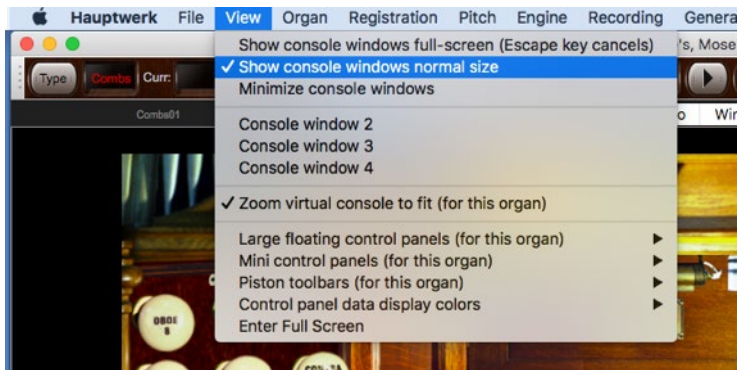 Hauptwerk File View Organ Registration Pitch Engine Recording Genera
's, Mose
Show console windows full-screen (Escape key cancels)
✓ Show console windows normal size
Type Combs Curr:
Minimize console windows
Combs01
o Wir
Console window 2
Console window 3
Console window 4
✓ Zoom virtual console to fit (for this organ)
Large floating control panels (for this organ)
Mini control panels (for this organ)
Piston toolbars (for this organ)
Control panel data display colors
Enter Full Screen
OBOE
8